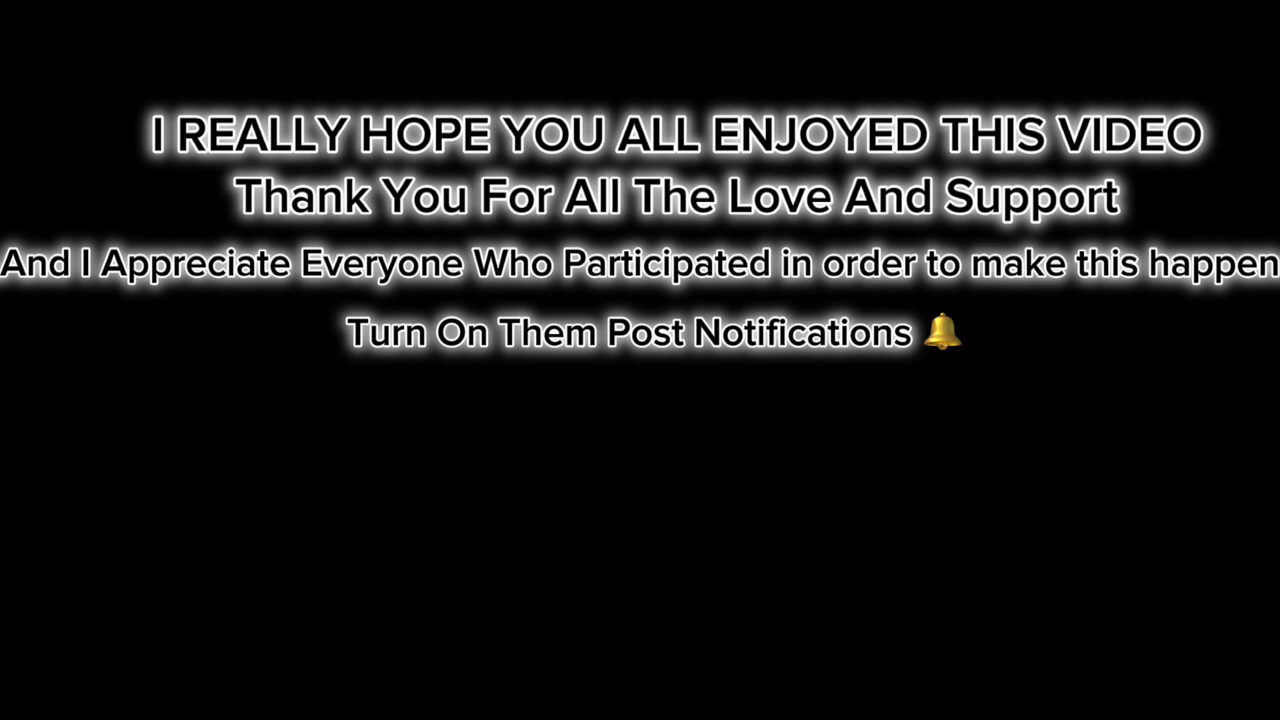 I REALLY HOPE YOU ALL ENJOYED THIS VIDEO
Thank You For All The Love And Support
And I Appreciate Everyone Who Participated in order to make this happen
Turn On Them Post Notifications 🔔